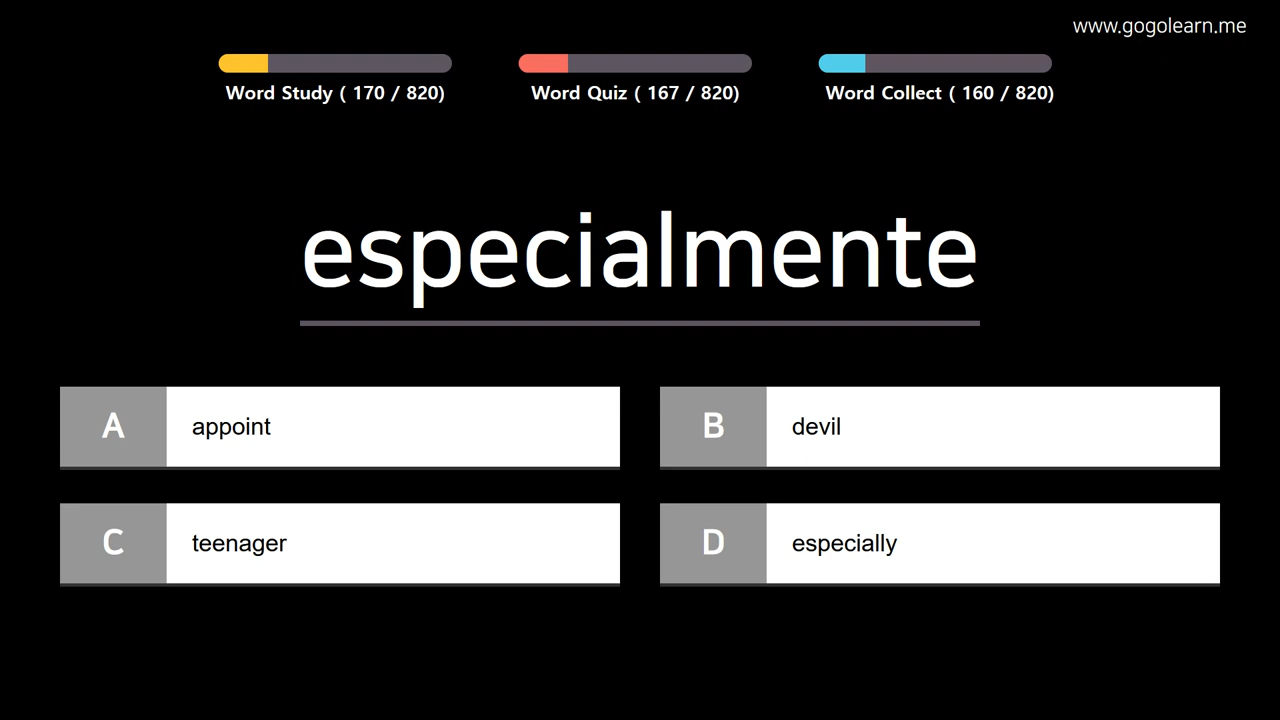 www.gogolearn.me
Word Study ( 170 / 820)
Word Quiz ( 167 / 820)
Word Collect ( 160 / 820)
especialmente
A appoint
B devil
C teenager
D especially